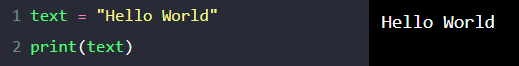 1 text = "Hello World"
2 print(text)
Hello World